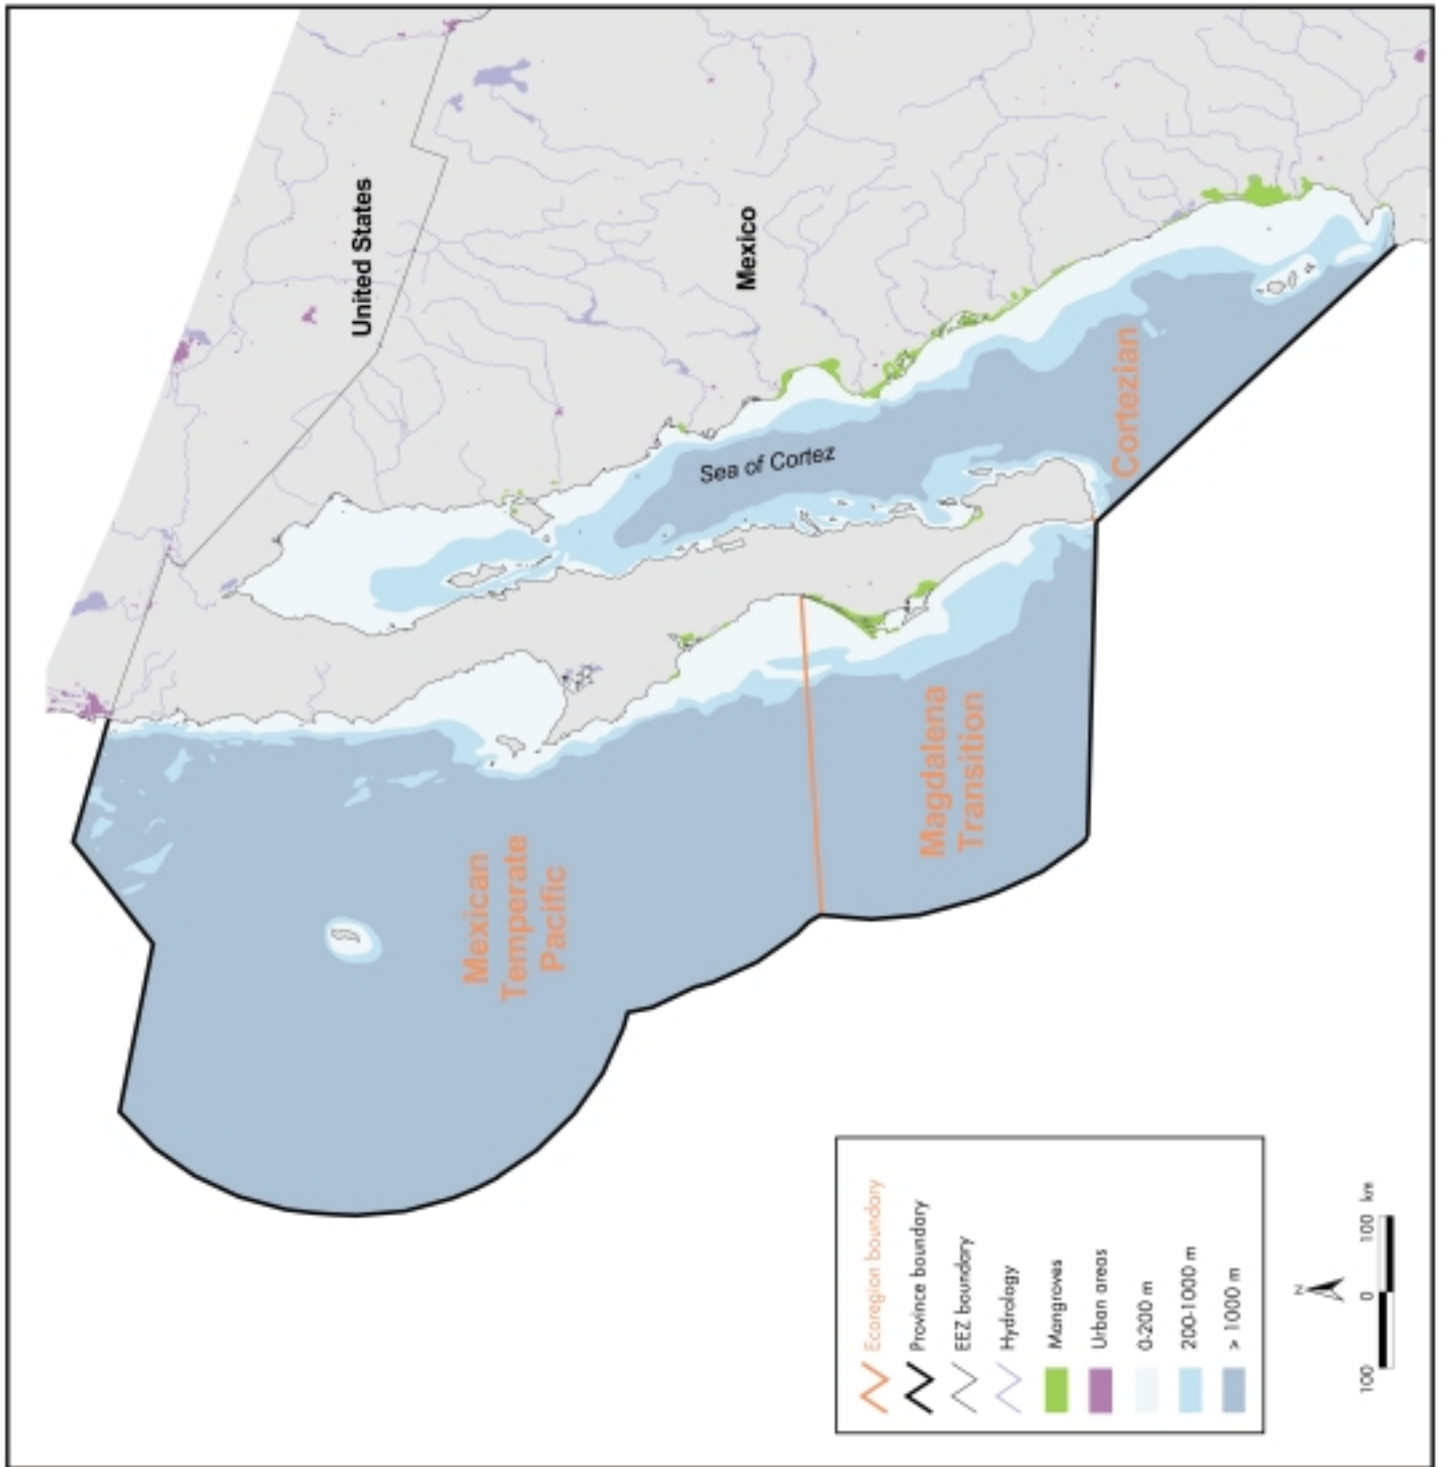 United States
Mexico
Sea of Cortez
Cortezian
Magdalena
Transition
Mexican
Temperate
Pacific
Ecoregion boundary
Province boundary
EEZ boundary
Hydrology
Mangroves
Urban areas
0-200 m
200-1000 m
> 1000 m
N
100 0 100 km